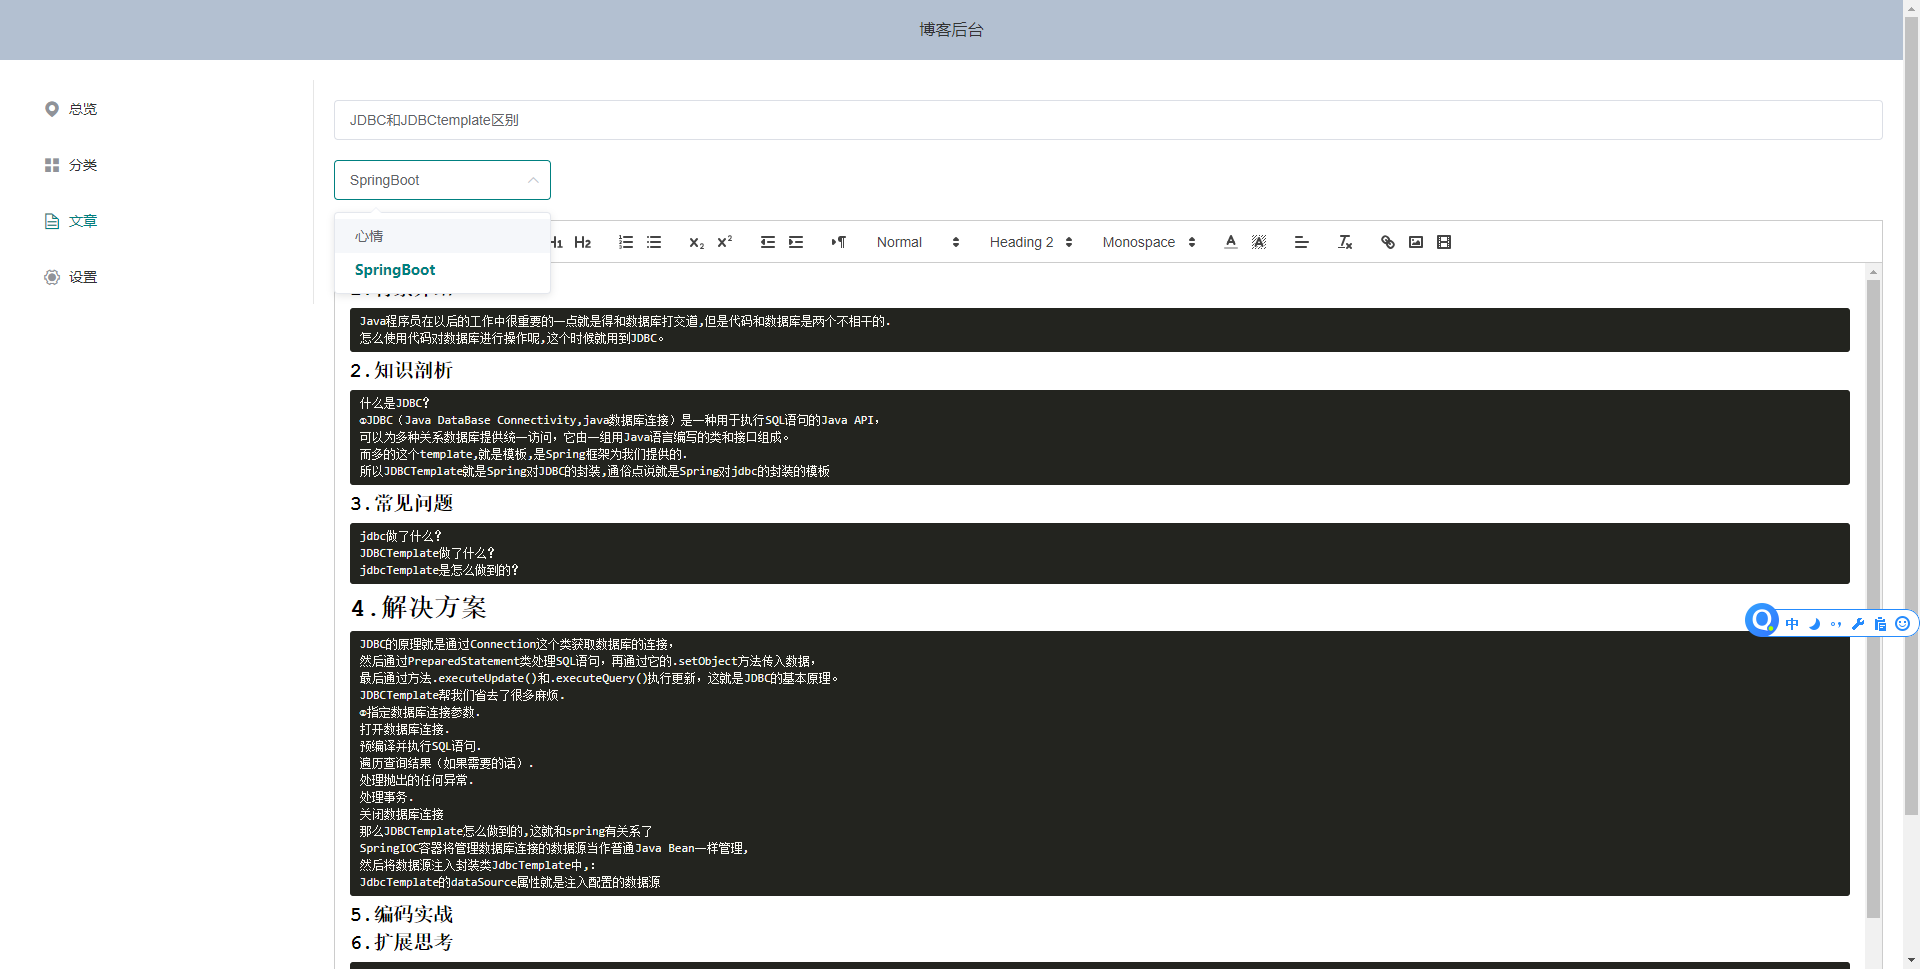 博客后台
总览
分类
文章
设置
JDBC和JDBCtemplate区别
SpringBoot
心情
SpringBoot
H1 H2 Normal Heading 2 Monospace
Java程序员在以后的工作中很重要的一点就是得和数据库打交道,但是代码和数据库是两个不相干的.
怎么使用代码对数据库进行操作呢,这个时候就用到JDBC。
2.知识剖析
什么是JDBC?
JDBC（Java DataBase Connectivity,java数据库连接）是一种用于执行SQL语句的Java API，
可以为多种关系数据库提供统一访问，它由一组用Java语言编写的类和接口组成。
而多的这个template,就是模板,是Spring框架为我们提供的.
所以JDBCTemplate就是Spring对JDBC的封装,通俗点说就是Spring对jdbc的封装的模板
3.常见问题
jdbc做了什么?
JDBCTemplate做了什么?
jdbcTemplate是怎么做到的?
4.解决方案
JDBC的原理就是通过Connection这个类获取数据库的连接，
然后通过PreparedStatement类处理SQL语句，再通过它的.setObject方法传入数据，
最后通过方法.executeUpdate()和.executeQuery()执行更新，这就是JDBC的基本原理。
JDBCTemplate帮我们省去了很多麻烦.
指定数据库连接参数.
打开数据库连接.
预编译并执行SQL语句.
遍历查询结果（如果需要的话）.
处理抛出的任何异常.
处理事务.
关闭数据库连接
那么JDBCTemplate怎么做到的,这就和spring有关系了
SpringIOC容器将管理数据库连接的数据源当作普通Java Bean一样管理,
然后将数据源注入封装类JdbcTemplate中,:
JdbcTemplate的dataSource属性就是注入配置的数据源
5.编码实战
6.扩展思考
中